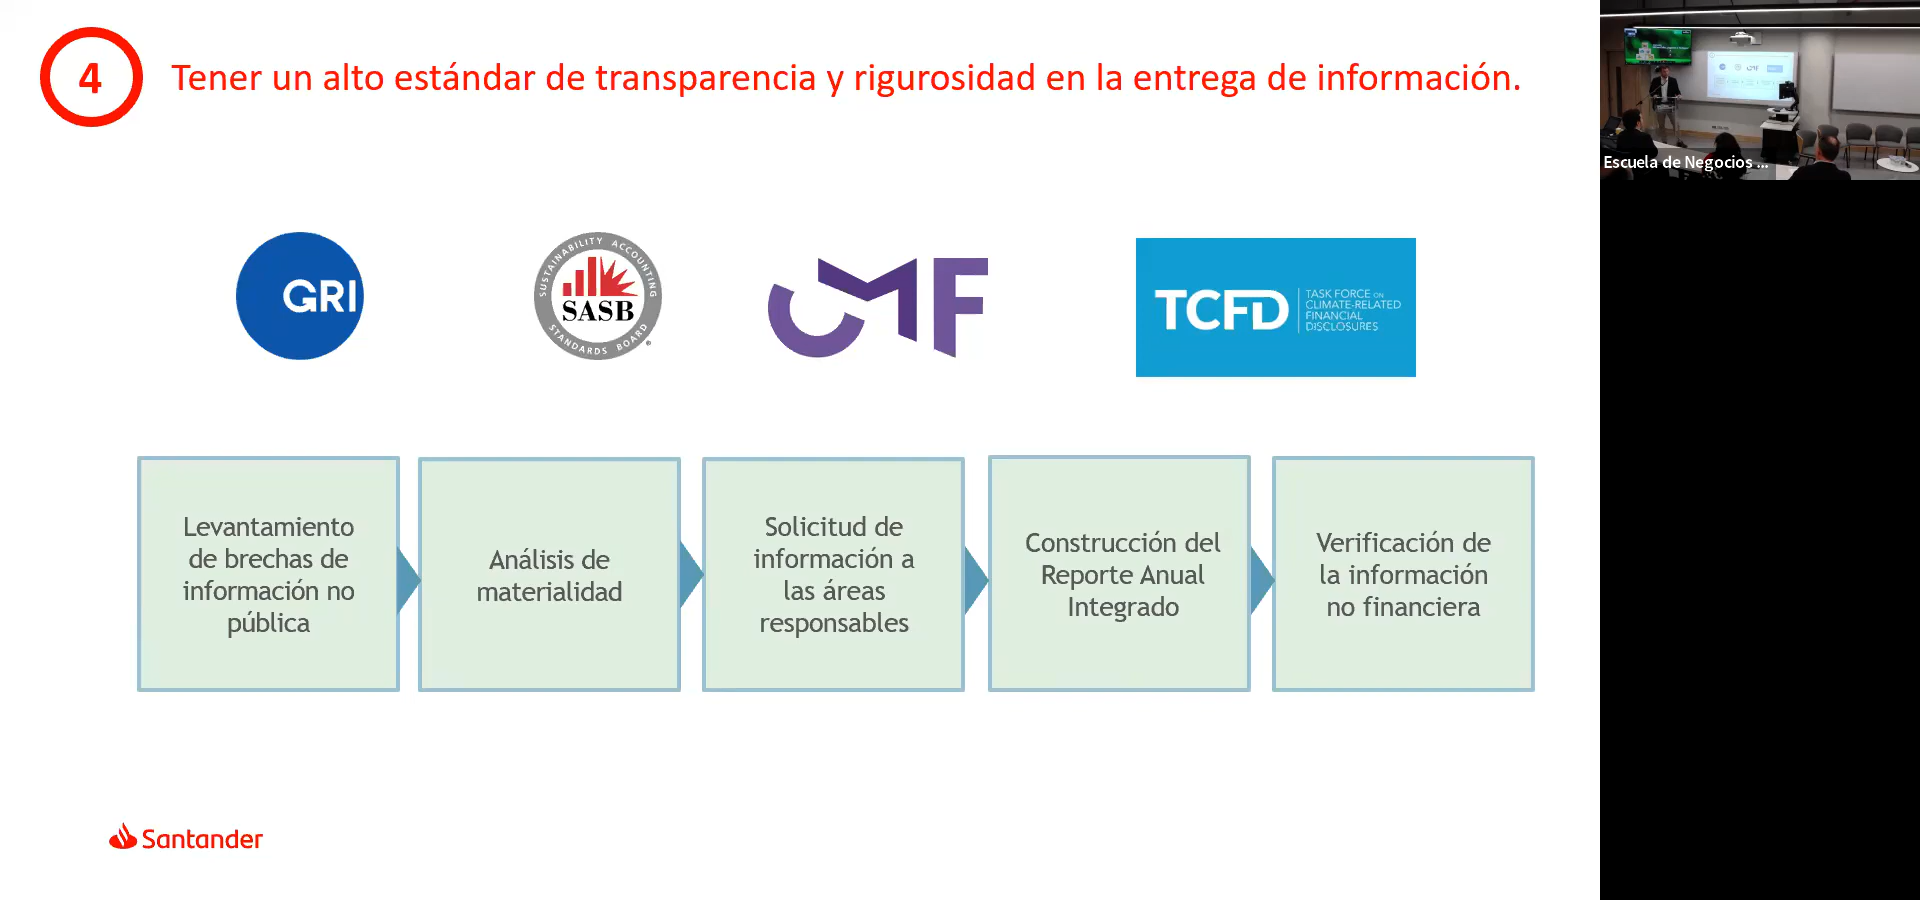 4
Tener un alto estándar de transparencia y rigurosidad en la entrega de información.
Escuela de Negocios ...
GRI
SUSTAINABILITY ACCOUNTING
SASB
STANDARDS BOARD
®
CMF
TCFD
TASK FORCE ON
CLIMATE-RELATED
FINANCIAL
DISCLOSURES
Levantamiento
de brechas de
información no
pública
Análisis de
materialidad
Solicitud de
información a
las áreas
responsables
Construcción del
Reporte Anual
Integrado
Verificación de
la información
no financiera
Santander